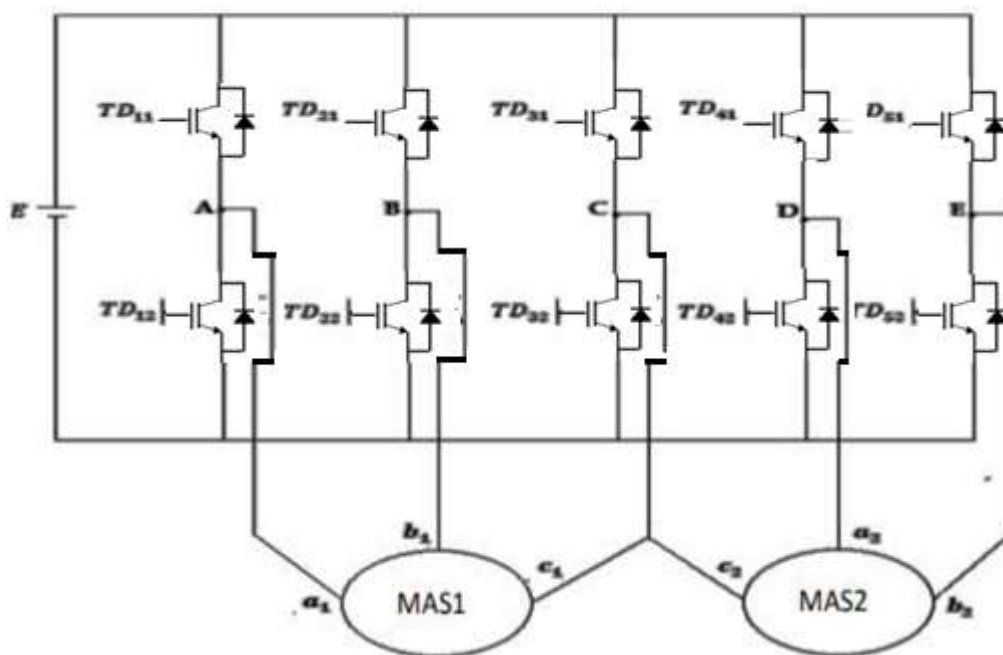 TD₁₁ TD₂₁ TD₃₁ TD₄₁ D₅₁
E A B C D E
TD₁₂ TD₂₂ TD₃₂ TD₄₂ TD₅₂
b₁ a₂
c₁ c₂
a₁ MAS1 MAS2 b₂